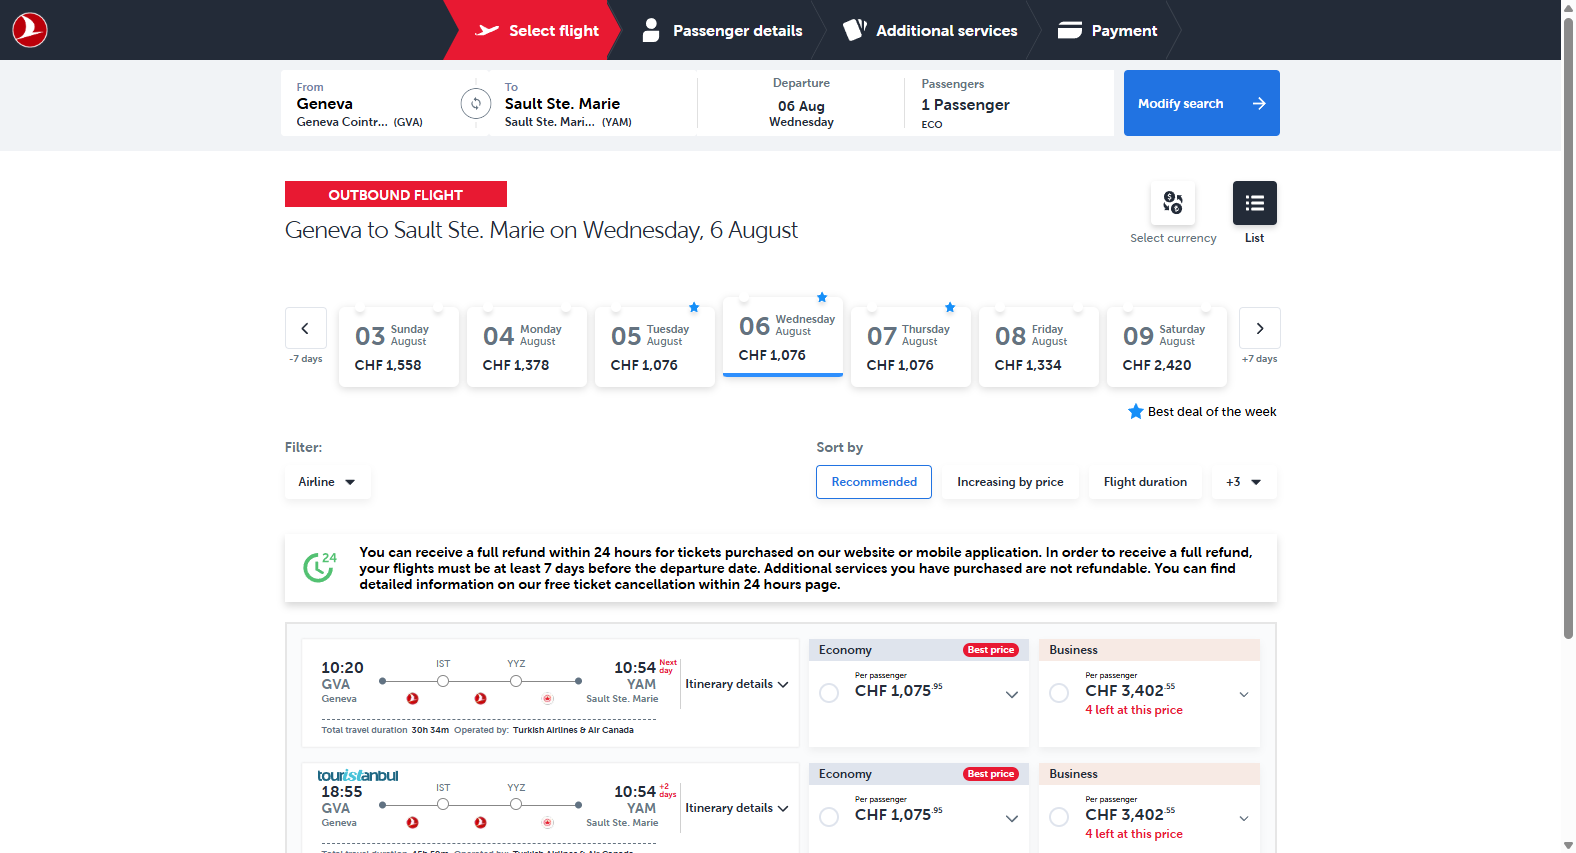 Select flight
Passenger details
Additional services
Payment
From
Geneva
Geneva Cointr... (GVA)
To
Sault Ste. Marie
Sault Ste. Mari... (YAM)
Departure
06 Aug
Wednesday
Passengers
1 Passenger
ECO
Modify search
OUTBOUND FLIGHT
Geneva to Sault Ste. Marie on Wednesday, 6 August
Select currency
List
-7 days
03 Sunday August
CHF 1,558
04 Monday August
CHF 1,378
05 Tuesday August
CHF 1,076
06 Wednesday August
CHF 1,076
07 Thursday August
CHF 1,076
08 Friday August
CHF 1,334
09 Saturday August
CHF 2,420
+7 days
Best deal of the week
Filter:
Airline
Sort by
Recommended
Increasing by price
Flight duration
+3
24
You can receive a full refund within 24 hours for tickets purchased on our website or mobile application. In order to receive a full refund,
your flights must be at least 7 days before the departure date. Additional services you have purchased are not refundable. You can find
detailed information on our free ticket cancellation within 24 hours page.
10:20
GVA
Geneva
IST
YYZ
10:54 Next day
YAM
Sault Ste. Marie
Itinerary details
Total travel duration 30h 34m Operated by: Turkish Airlines & Air Canada
Economy
Best price
Per passenger
CHF 1,075.95
Business
Per passenger
CHF 3,402.55
4 left at this price
touristanbul
18:55
GVA
Geneva
IST
YYZ
10:54 +2 days
YAM
Sault Ste. Marie
Itinerary details
Economy
Best price
Per passenger
CHF 1,075.95
Business
Per passenger
CHF 3,402.55
4 left at this price